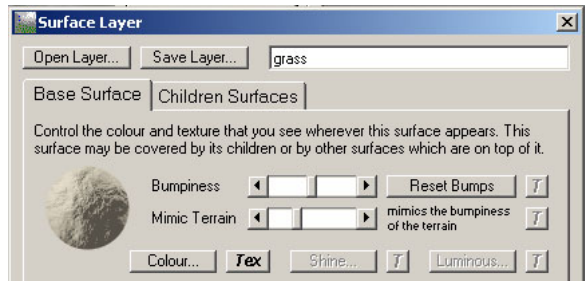 Surface Layer
Open Layer... Save Layer... grass
Base Surface Children Surfaces
Control the colour and texture that you see wherever this surface appears. This
surface may be covered by its children or by other surfaces which are on top of it.
Bumpiness Reset Bumps T
Mimic Terrain mimics the bumpiness
of the terrain T
Colour... Tex Shine... T Luminous... T